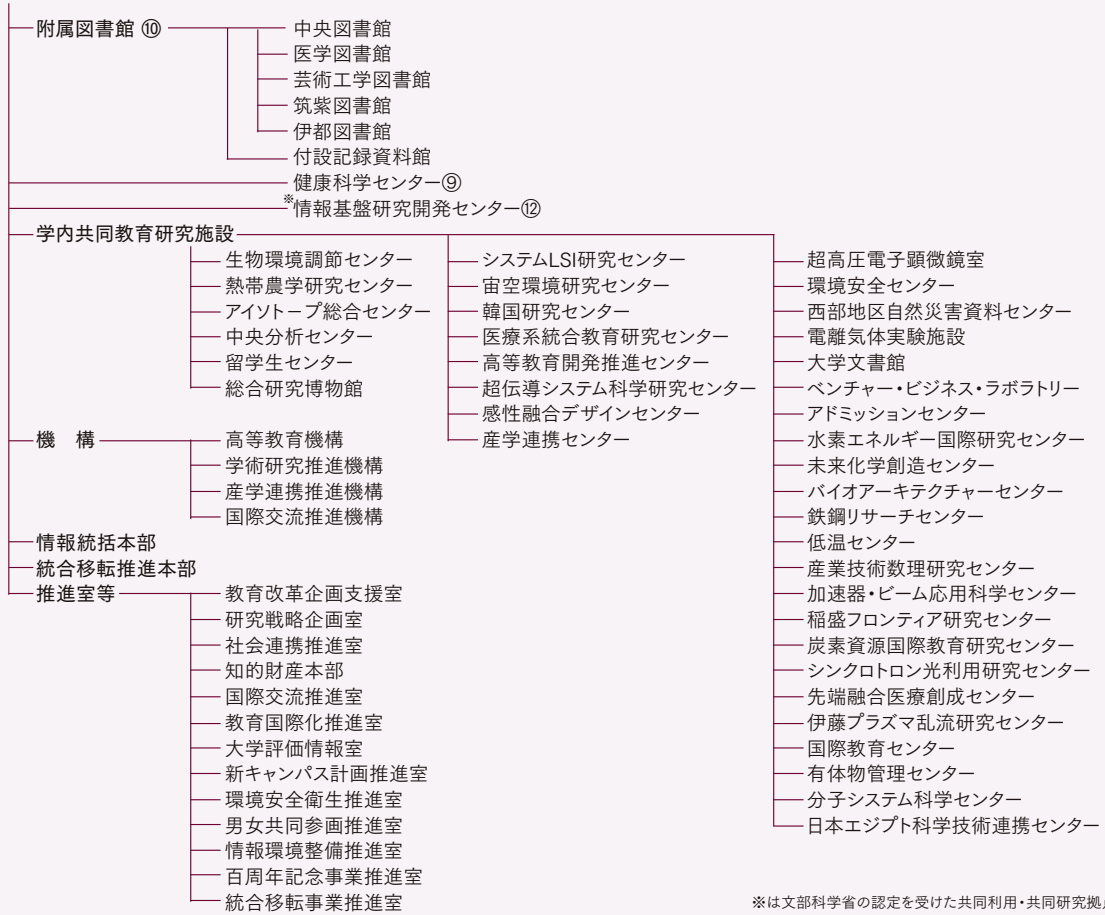 附属図書館 ⑩
中央図書館
医学図書館
芸術工学図書館
筑紫図書館
伊都図書館
付設記録資料館
健康科学センター⑨
※情報基盤研究開発センター⑫
学内共同教育研究施設
生物環境調節センター
熱帯農学研究センター
アイソトープ総合センター
中央分析センター
留学生センター
総合研究博物館
システムLSI研究センター
宙空環境研究センター
韓国研究センター
医療系統合教育研究センター
高等教育開発推進センター
超伝導システム科学研究センター
感性融合デザインセンター
産学連携センター
超高圧電子顕微鏡室
環境安全センター
西部地区自然災害資料センター
電離気体実験施設
大学文書館
ベンチャー・ビジネス・ラボラトリー
アドミッションセンター
水素エネルギー国際研究センター
未来化学創造センター
バイオアーキテクチャーセンター
鉄鋼リサーチセンター
低温センター
産業技術数理研究センター
加速器・ビーム応用科学センター
稲盛フロンティア研究センター
炭素資源国際教育研究センター
シンクロトロン光利用研究センター
先端融合医療創成センター
伊藤プラズマ乱流研究センター
国際教育センター
有体物管理センター
分子システム科学センター
日本エジプト科学技術連携センター
機 構
高等教育機構
学術研究推進機構
産学連携推進機構
国際交流推進機構
情報統括本部
統合移転推進本部
推進室等
教育改革企画支援室
研究戦略企画室
社会連携推進室
知的財産本部
国際交流推進室
教育国際化推進室
大学評価情報室
新キャンパス計画推進室
環境安全衛生推進室
男女共同参画推進室
情報環境整備推進室
百周年記念事業推進室
統合移転事業推進室
※は文部科学省の認定を受けた共同利用・共同研究拠